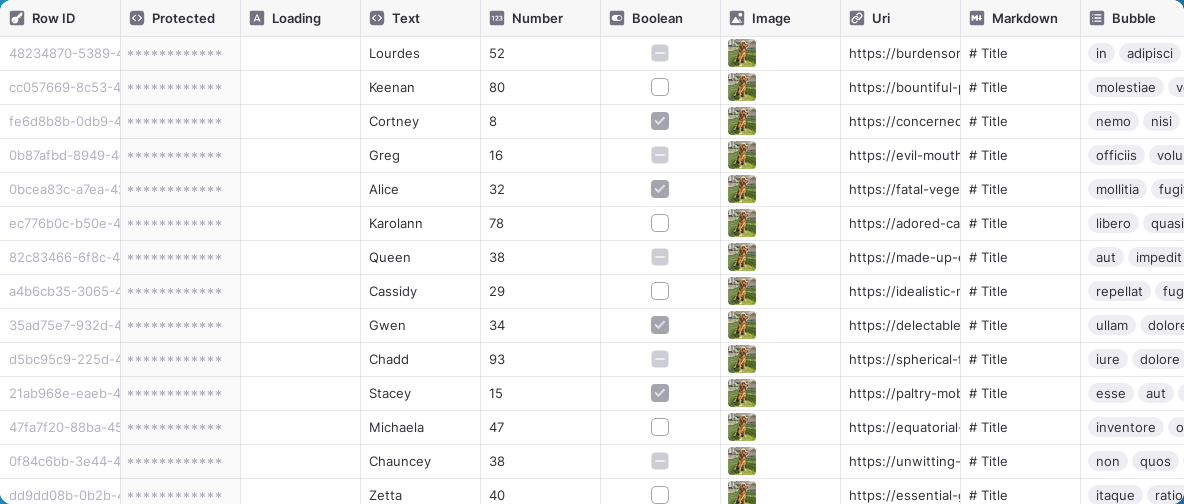 Row ID Protected Loading Text Number Boolean Image Uri Markdown Bubble
48234870-5389-4 ************ Lourdes 52 https://burdensor # Title in adipisci
cc057669-8c53-4 ************ Keenan 80 https://bountiful-p # Title molestiae v
fe6d8b8b-0db9-4 ************ Cortney 8 https://concerned # Title nemo nisi
0b87afbd-8949-4 ************ Greg 16 https://evil-mouth # Title officiis volu
0bcea83c-a7ea-42 ************ Alice 32 https://fatal-vege # Title mollitia fugi
ec776b0c-b50e-4 ************ Karolann 78 https://adored-ca # Title libero quasi
82c83466-6f8c-4 ************ Queen 38 https://made-up- # Title aut impedit
a4b6cb35-3065-4 ************ Cassidy 29 https://idealistic-r # Title repellat fug
35ad75e7-932d-4 ************ Gwen 34 https://delectable # Title ullam dolore
d5bc95c9-225d-4 ************ Chadd 93 https://spherical-f # Title iure dolore
21ab968e-eaeb-4 ************ Stacey 15 https://paltry-mob # Title esse aut
47fa7f20-88ba-45 ************ Michaela 47 https://equatorial- # Title inventore o
0f84c6bb-3e44-4 ************ Chauncey 38 https://unwitting- # Title non quos
dd9dd08b-0b2b-4 ************ Zetta 40 https://essential-g # Title itaque ratio